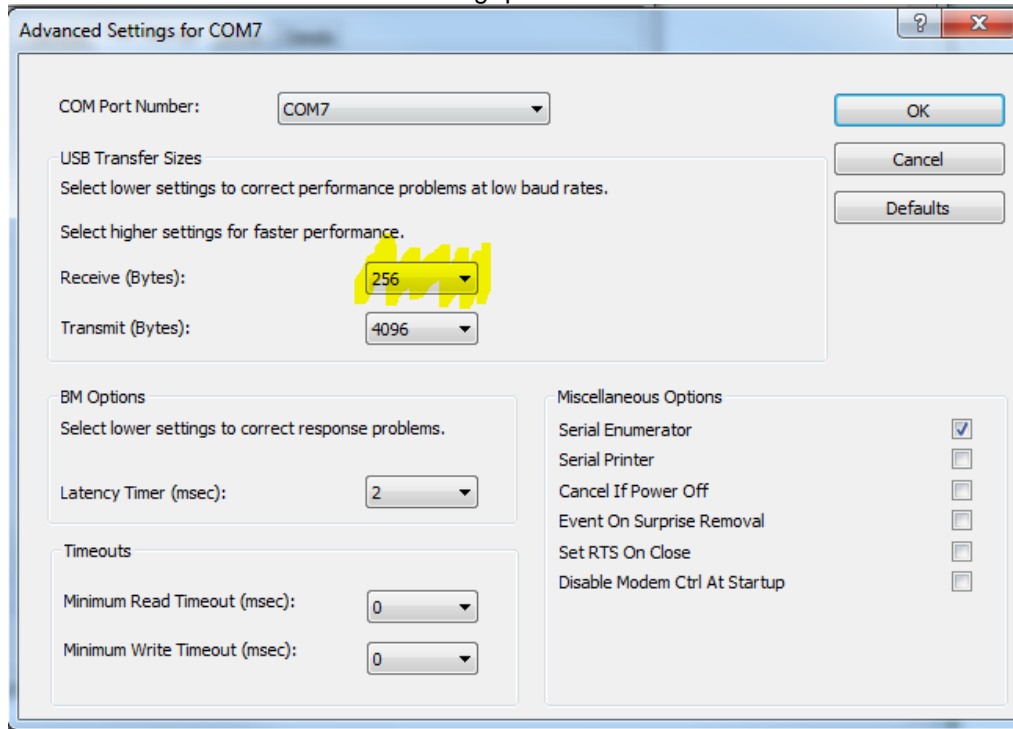 Advanced Settings for COM7
COM Port Number: COM7
OK
USB Transfer Sizes
Cancel
Select lower settings to correct performance problems at low baud rates.
Defaults
Select higher settings for faster performance.
Receive (Bytes): 256
Transmit (Bytes): 4096
BM Options
Select lower settings to correct response problems.
Latency Timer (msec): 2
Timeouts
Minimum Read Timeout (msec): 0
Minimum Write Timeout (msec): 0
Miscellaneous Options
Serial Enumerator
Serial Printer
Cancel If Power Off
Event On Surprise Removal
Set RTS On Close
Disable Modem Ctrl At Startup